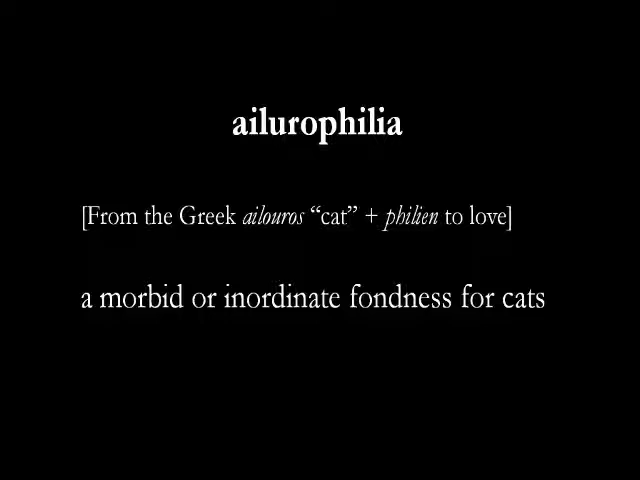 ailurophilia
[From the Greek ailouros “cat” + philien to love]
a morbid or inordinate fondness for cats